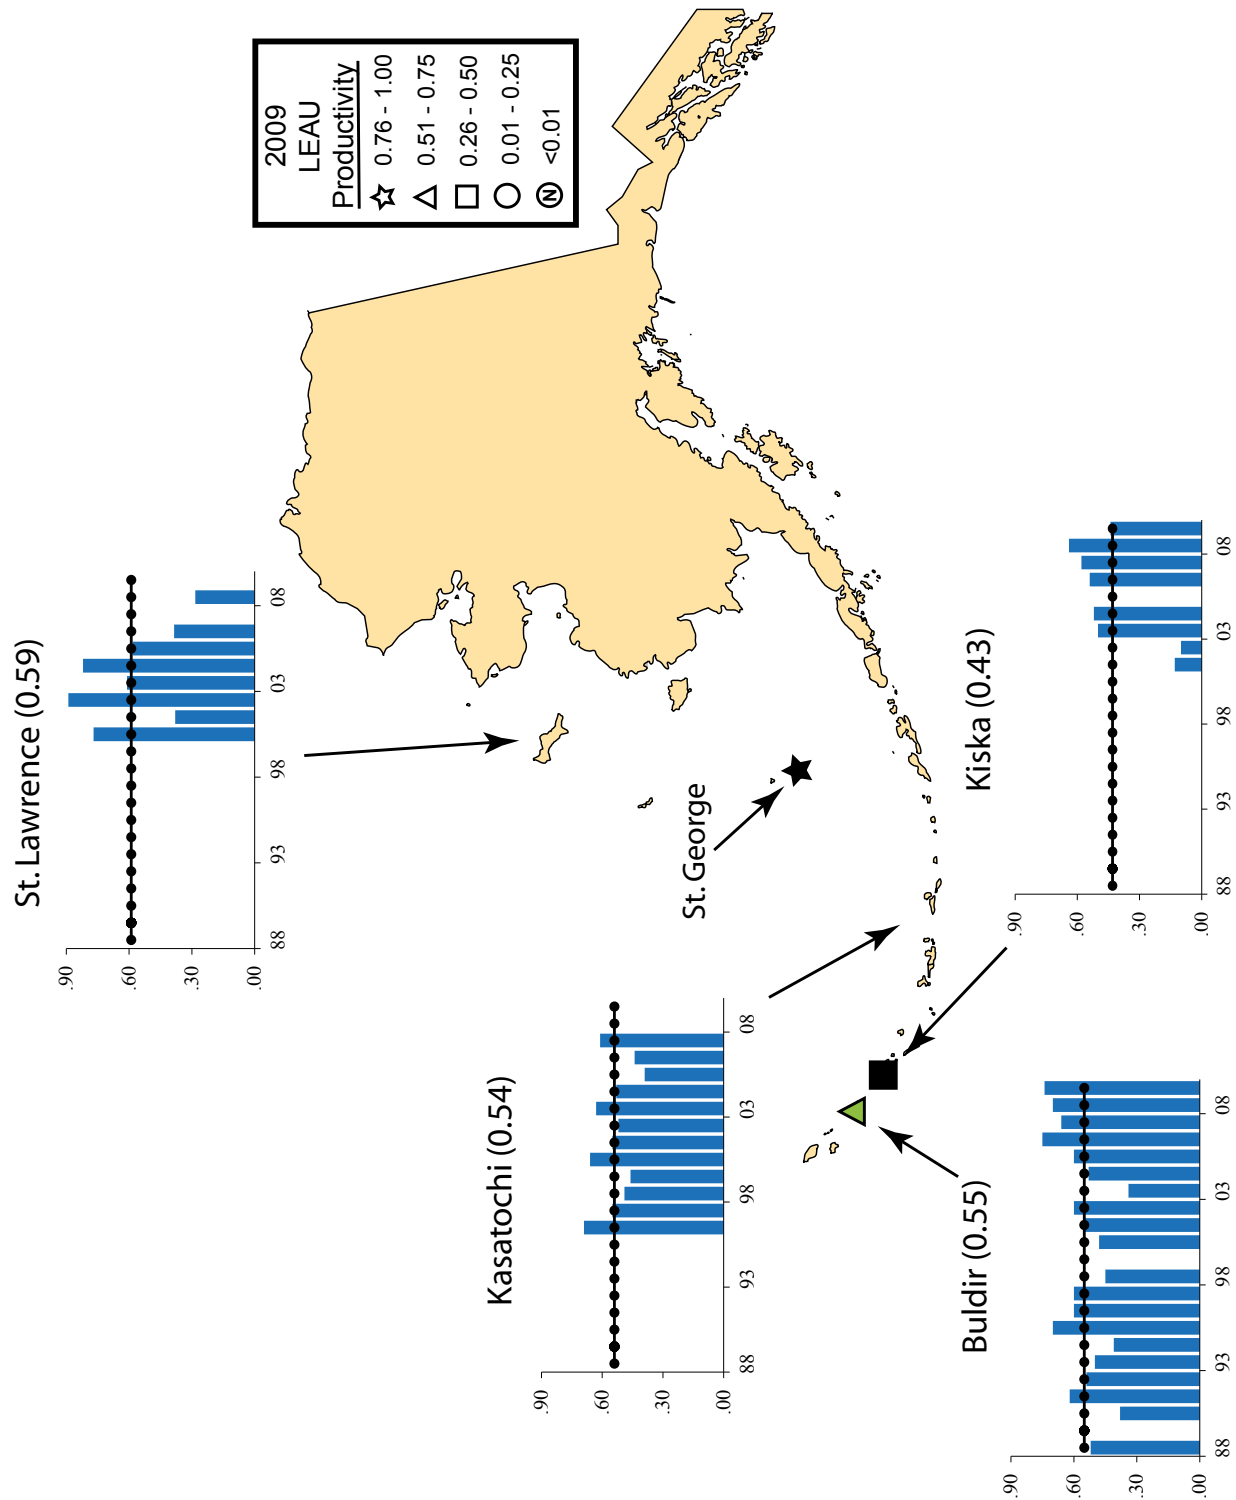 2009
LEAU
Productivity
0.76 - 1.00
0.51 - 0.75
0.26 - 0.50
0.01 - 0.25
N <0.01
St. Lawrence (0.59)
.90
.60
.30
.00
88 93 98 03 08
Kasatochi (0.54)
.90
.60
.30
.00
88 93 98 03 08
St. George
Buldir (0.55)
.90
.60
.30
.00
88 93 98 03 08
Kiska (0.43)
.90
.60
.30
.00
88 93 98 03 08